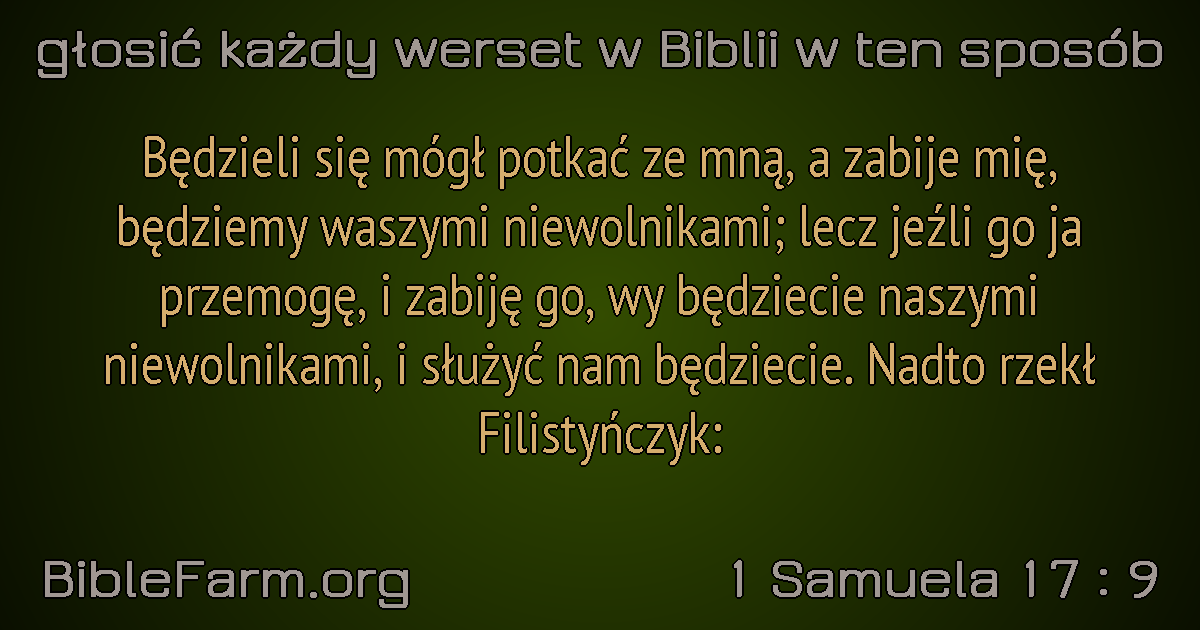 głosić każdy werset w Biblii w ten sposób
Będzieli się mógł potkać ze mną, a zabije mię,
będziemy waszymi niewolnikami; lecz jeźli go ja
przemogę, i zabiję go, wy będziecie naszymi
niewolnikami, i służyć nam będziecie. Nadto rzekł
Filistyńczyk:
BibleFarm.org
1 Samuela 17 : 9